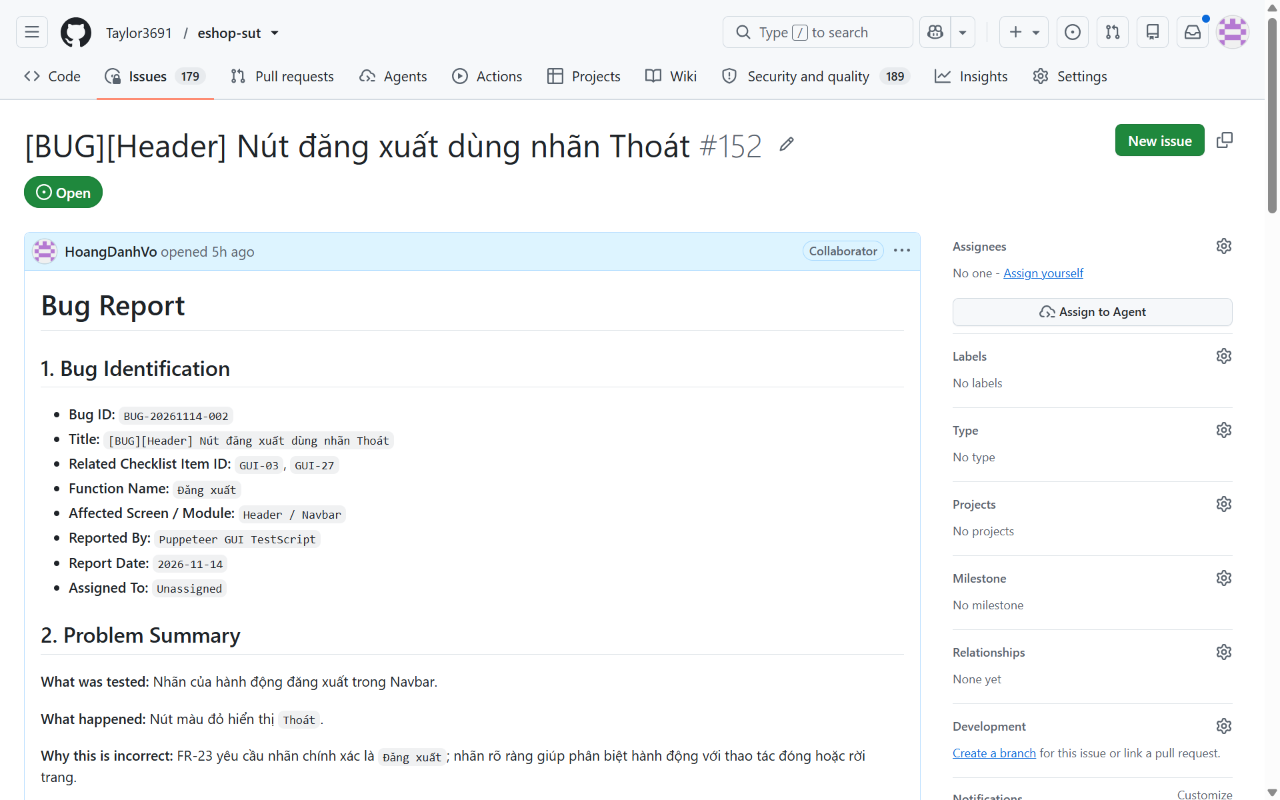 Taylor3691 / eshop-sut
Type / to search
Code
Issues 179
Pull requests
Agents
Actions
Projects
Wiki
Security and quality 189
Insights
Settings
[BUG][Header] Nút đăng xuất dùng nhãn Thoát #152
New issue
Open
HoangDanhVo opened 5h ago
Collaborator
Bug Report
1. Bug Identification
Bug ID: BUG-20261114-002
Title: [BUG][Header] Nút đăng xuất dùng nhãn Thoát
Related Checklist Item ID: GUI-03, GUI-27
Function Name: Đăng xuất
Affected Screen / Module: Header / Navbar
Reported By: Puppeteer GUI TestScript
Report Date: 2026-11-14
Assigned To: Unassigned
2. Problem Summary
What was tested: Nhãn của hành động đăng xuất trong Navbar.
What happened: Nút màu đỏ hiển thị Thoát.
Why this is incorrect: FR-23 yêu cầu nhãn chính xác là Đăng xuất; nhãn rõ ràng giúp phân biệt hành động với thao tác đóng hoặc rời
trang.
Assignees
No one - Assign yourself
Assign to Agent
Labels
No labels
Type
No type
Projects
No projects
Milestone
No milestone
Relationships
None yet
Development
Create a branch for this issue or link a pull request.
Notifications
Customize